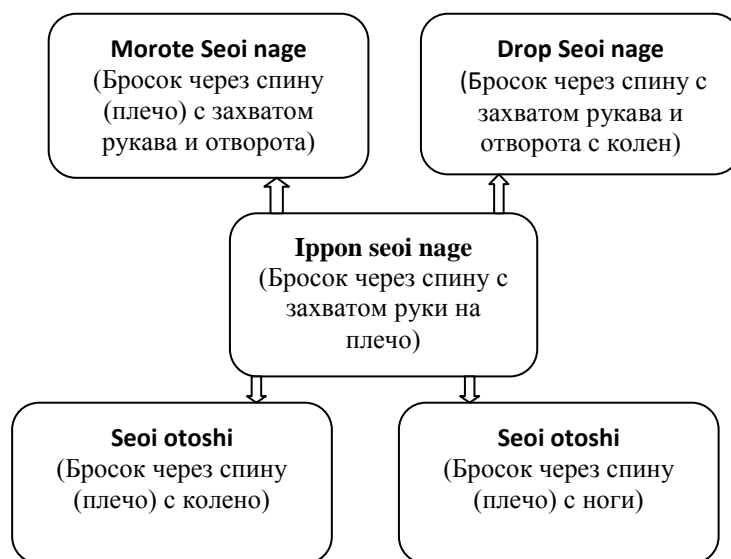 Morote Seoi nage
(Бросок через спину
(плечо) с захватом
рукава и отворота)
Drop Seoi nage
(Бросок через спину с
захватом рукава и
отворота с колен)
Ippon seoi nage
(Бросок через спину с
захватом руки на
плечо)
Seoi otoshi
(Бросок через спину
(плечо) с колено)
Seoi otoshi
(Бросок через спину
(плечо) с ноги)